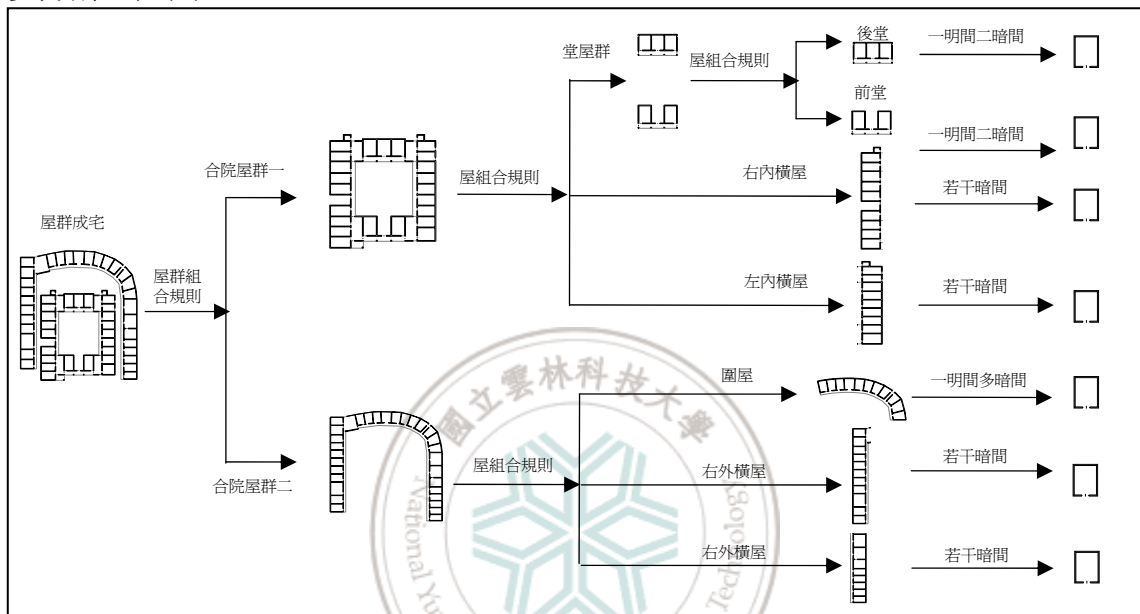 後堂
一明間二暗間
堂屋群
屋組合規則
前堂
一明間二暗間
合院屋群一
屋組合規則
右內橫屋
若干暗間
屋群成宅
屋群組
合規則
左內橫屋
若干暗間
國立雲林科技大學
圍屋
一明間多暗間
屋組合規則
右外橫屋
若干暗間
合院屋群二
右外橫屋
若干暗間
National Yun
Technology